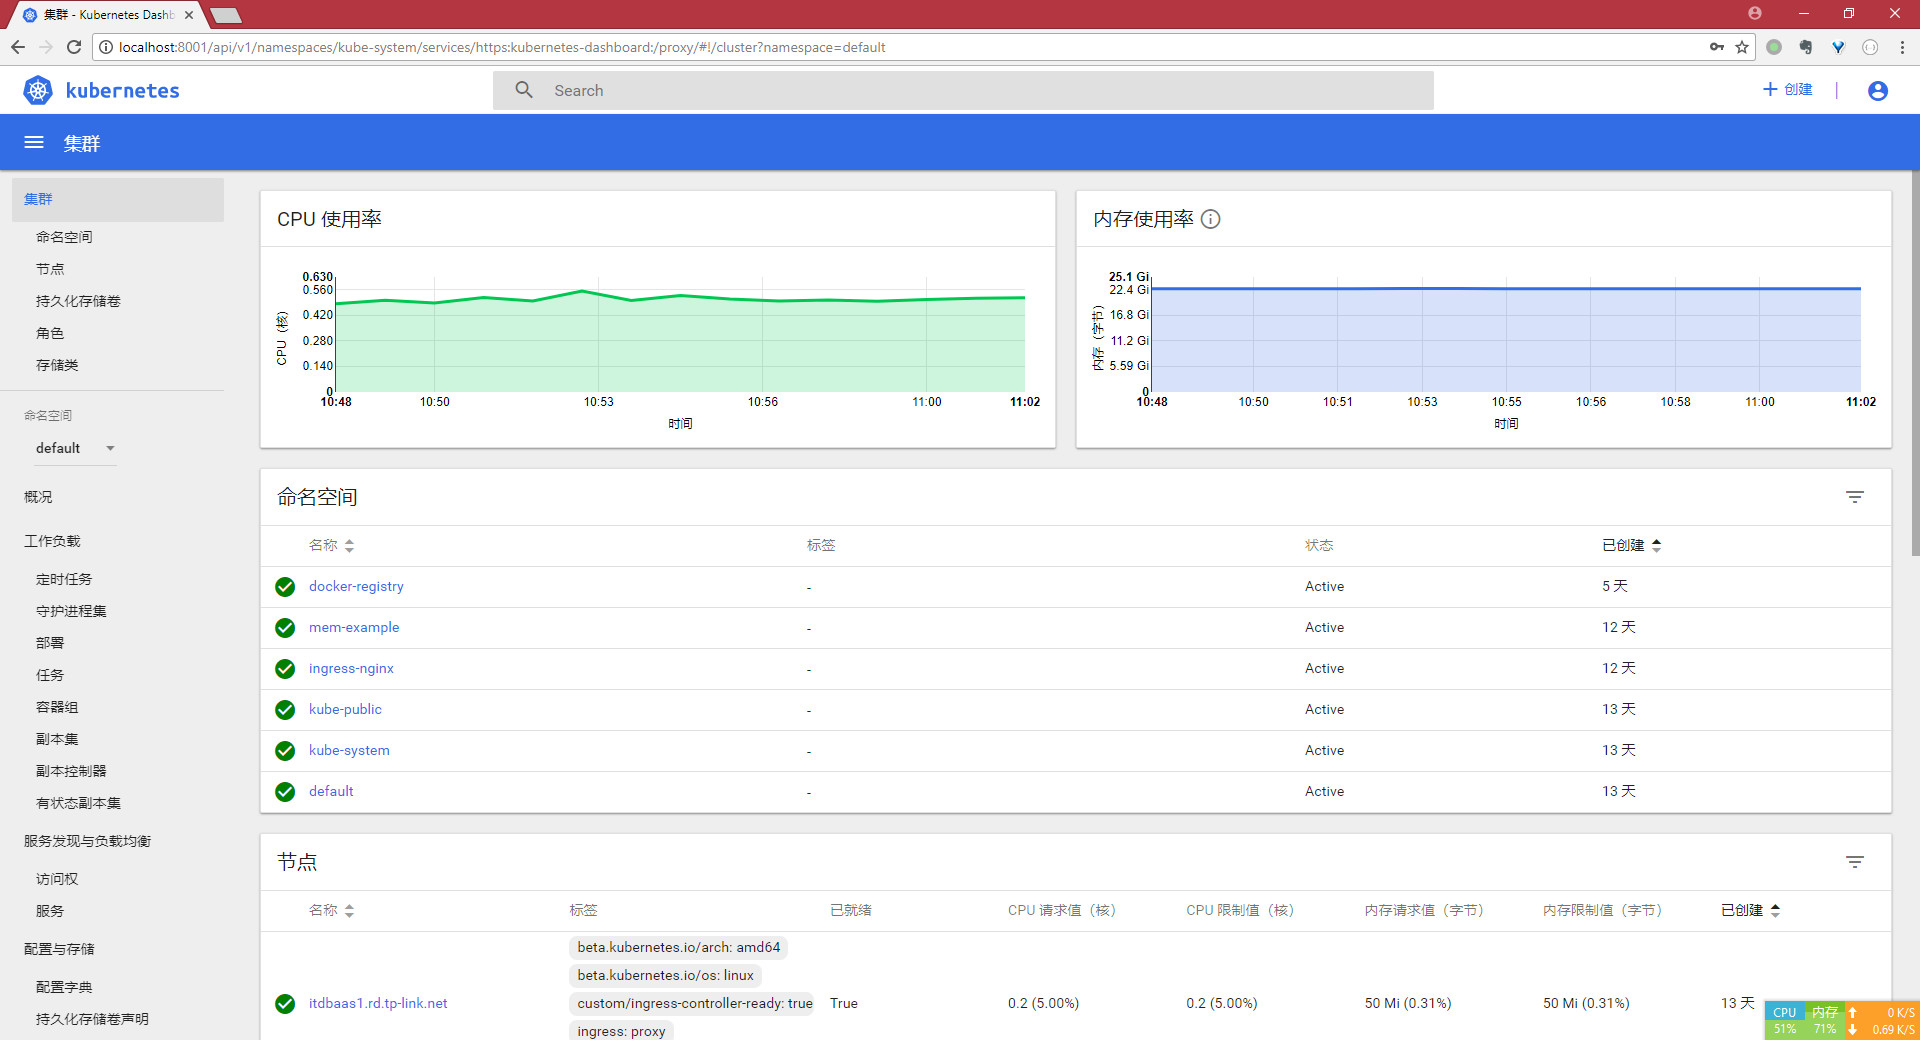 集群 - Kubernetes Dashb
localhost:8001/api/v1/namespaces/kube-system/services/https:kubernetes-dashboard:/proxy/#!/cluster?namespace=default
kubernetes
Search
+ 创建
集群
集群
命名空间
节点
持久化存储卷
角色
存储类
命名空间
default
概况
工作负载
定时任务
守护进程集
部署
任务
容器组
副本集
副本控制器
有状态副本集
服务发现与负载均衡
访问权
服务
配置与存储
配置字典
持久化存储卷声明
CPU 使用率
CPU（核）
0.630
0.560
0.420
0.280
0.140
0
10:48 10:50 10:53 10:56 11:00 11:02
时间
内存使用率
内存（字节）
25.1 Gi
22.4 Gi
16.8 Gi
11.2 Gi
5.59 Gi
0
10:48 10:50 10:51 10:53 10:55 10:56 10:58 11:00 11:02
时间
命名空间
名称 标签 状态 已创建
docker-registry - Active 5 天
mem-example - Active 12 天
ingress-nginx - Active 12 天
kube-public - Active 13 天
kube-system - Active 13 天
default - Active 13 天
节点
名称 标签 已就绪 CPU 请求值（核） CPU 限制值（核） 内存请求值（字节） 内存限制值（字节） 已创建
beta.kubernetes.io/arch: amd64
beta.kubernetes.io/os: linux
itdbaas1.rd.tp-link.net custom/ingress-controller-ready: true True 0.2 (5.00%) 0.2 (5.00%) 50 Mi (0.31%) 50 Mi (0.31%) 13 天
ingress: proxy
CPU 内存 0 K/S
51% 71% 0.69 K/S